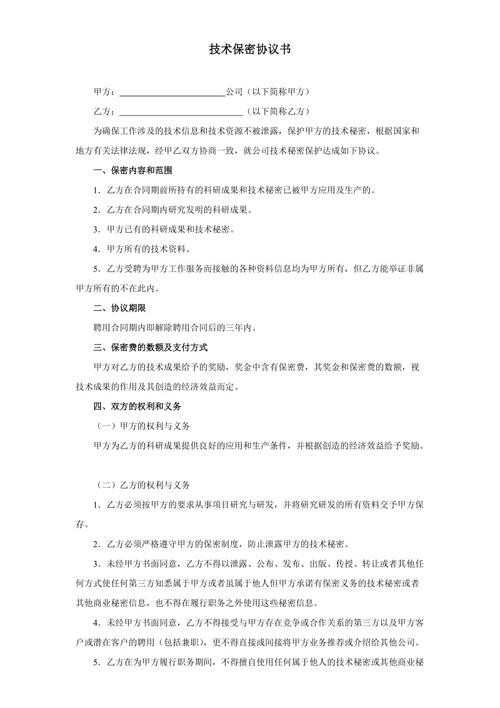 技术保密协议书
甲方：公司（以下简称甲方）
乙方：（以下简称乙方）
为确保工作涉及的技术信息和技术资源不被泄露，保护甲方的技术秘密，根据国家和
地方有关法律法规，经甲乙双方协商一致，就公司技术秘密保护达成如下协议。
一、保密内容和范围
1．乙方在合同期前所持有的科研成果和技术秘密已被甲方应用及生产的。
2．乙方在合同期内研究发明的科研成果。
3．甲方已有的科研成果和技术秘密。
4．甲方所有的技术资料。
5．乙方受聘为甲方工作服务而接触的各种资料信息均为甲方所有，但乙方能举证非属
甲方所有的不在此内。
二、协议期限
聘用合同期内即解除聘用合同后的三年内。
三、保密费的数额及支付方式
甲方对乙方的技术成果给予的奖励，奖金中含有保密费，其奖金和保密费的数额，视
技术成果的作用及其创造的经济效益而定。
四、双方的权利和义务
（一）甲方的权利与义务
甲方为乙方的科研成果提供良好的应用和生产条件，并根据创造的经济效益给予奖励。
（二）乙方的权利与义务
1．乙方必须按甲方的要求从事项目研究与研发，并将研究研发的所有资料交予甲方保
存。
2．乙方必须严格遵守甲方的保密制度，防止泄露甲方的技术秘密。
3．未经甲方书面同意，乙方不得以泄露、公布、发布、出版、传授、转让或者其他任
何方式使任何第三方知悉属于甲方或者虽属于他人但甲方承诺有保密义务的技术秘密或者
其他商业秘密信息，也不得在履行职务之外使用这些秘密信息。
4．未经甲方书面同意，乙方不得接受与甲方存在竞争或合作关系的第三方以及甲方客
户或潜在客户的聘用（包括兼职），更不得直接或间接将甲方业务推荐或介绍给其他公司。
5．乙方在为甲方履行职务期间，不得擅自使用任何属于他人的技术秘密或其他商业秘